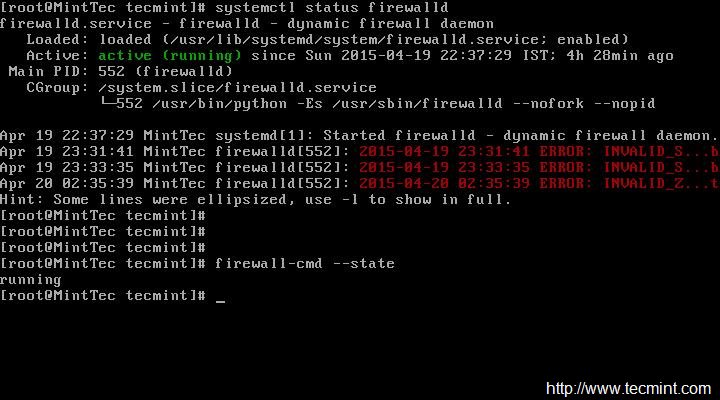 [root@MintTec tecmint]# systemctl status firewalld
firewalld.service - firewalld - dynamic firewall daemon
   Loaded: loaded (/usr/lib/systemd/system/firewalld.service; enabled)
   Active: active (running) since Sun 2015-04-19 22:37:29 IST; 4h 28min ago
 Main PID: 552 (firewalld)
   CGroup: /system.slice/firewalld.service
           └─552 /usr/bin/python -Es /usr/sbin/firewalld --nofork --nopid
Apr 19 22:37:29 MintTec systemd[1]: Started firewalld - dynamic firewall daemon.
Apr 19 23:31:41 MintTec firewalld[552]: 2015-04-19 23:31:41 ERROR: INVALID_S...b
Apr 19 23:33:35 MintTec firewalld[552]: 2015-04-19 23:33:35 ERROR: INVALID_S...b
Apr 20 02:35:39 MintTec firewalld[552]: 2015-04-20 02:35:39 ERROR: INVALID_Z...t
Hint: Some lines were ellipsized, use -l to show in full.
[root@MintTec tecmint]#
[root@MintTec tecmint]#
[root@MintTec tecmint]#
[root@MintTec tecmint]# firewall-cmd --state
running
[root@MintTec tecmint]# _
http://www.tecmint.com